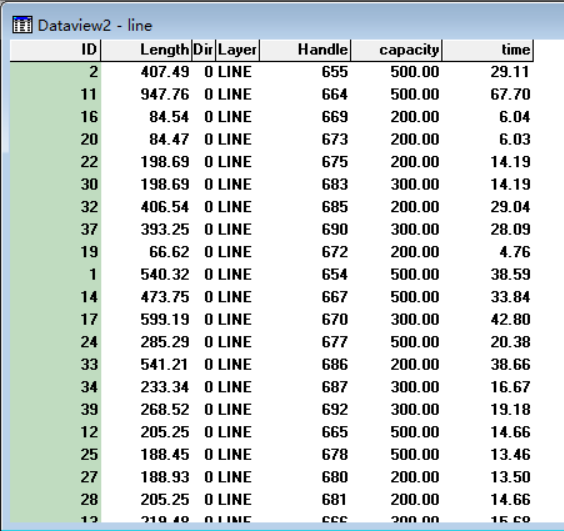 Dataview2 - line
ID Length Dir Layer Handle capacity time
2 407.49 0 LINE 655 500.00 29.11
11 947.76 0 LINE 664 500.00 67.70
16 84.54 0 LINE 669 200.00 6.04
20 84.47 0 LINE 673 200.00 6.03
22 198.69 0 LINE 675 200.00 14.19
30 198.69 0 LINE 683 300.00 14.19
32 406.54 0 LINE 685 200.00 29.04
37 393.25 0 LINE 690 300.00 28.09
19 66.62 0 LINE 672 200.00 4.76
1 540.32 0 LINE 654 500.00 38.59
14 473.75 0 LINE 667 500.00 33.84
17 599.19 0 LINE 670 300.00 42.80
24 285.29 0 LINE 677 500.00 20.38
33 541.21 0 LINE 686 200.00 38.66
34 233.34 0 LINE 687 300.00 16.67
39 268.52 0 LINE 692 300.00 19.18
12 205.25 0 LINE 665 500.00 14.66
25 188.45 0 LINE 678 500.00 13.46
27 188.93 0 LINE 680 200.00 13.50
28 205.25 0 LINE 681 200.00 14.66
0 LINE